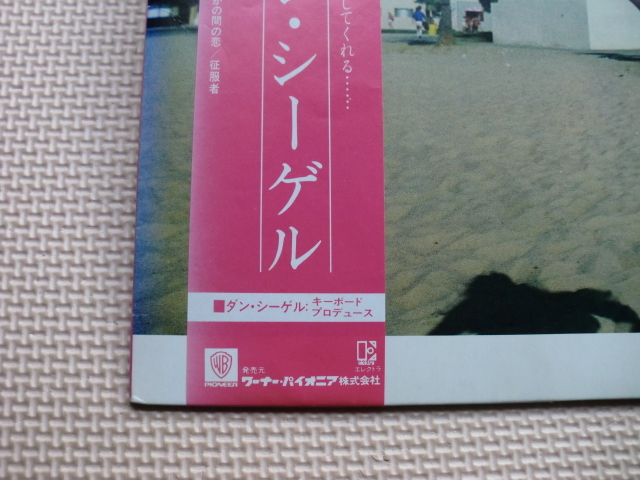 してくれる……
ン・シーゲル
かの間の恋／征服者
■ダン・シーゲル:キーボード
プロデュース
WB
PIONEER
発売元
ワーナー・パイオニア株式会社
エレクトラ